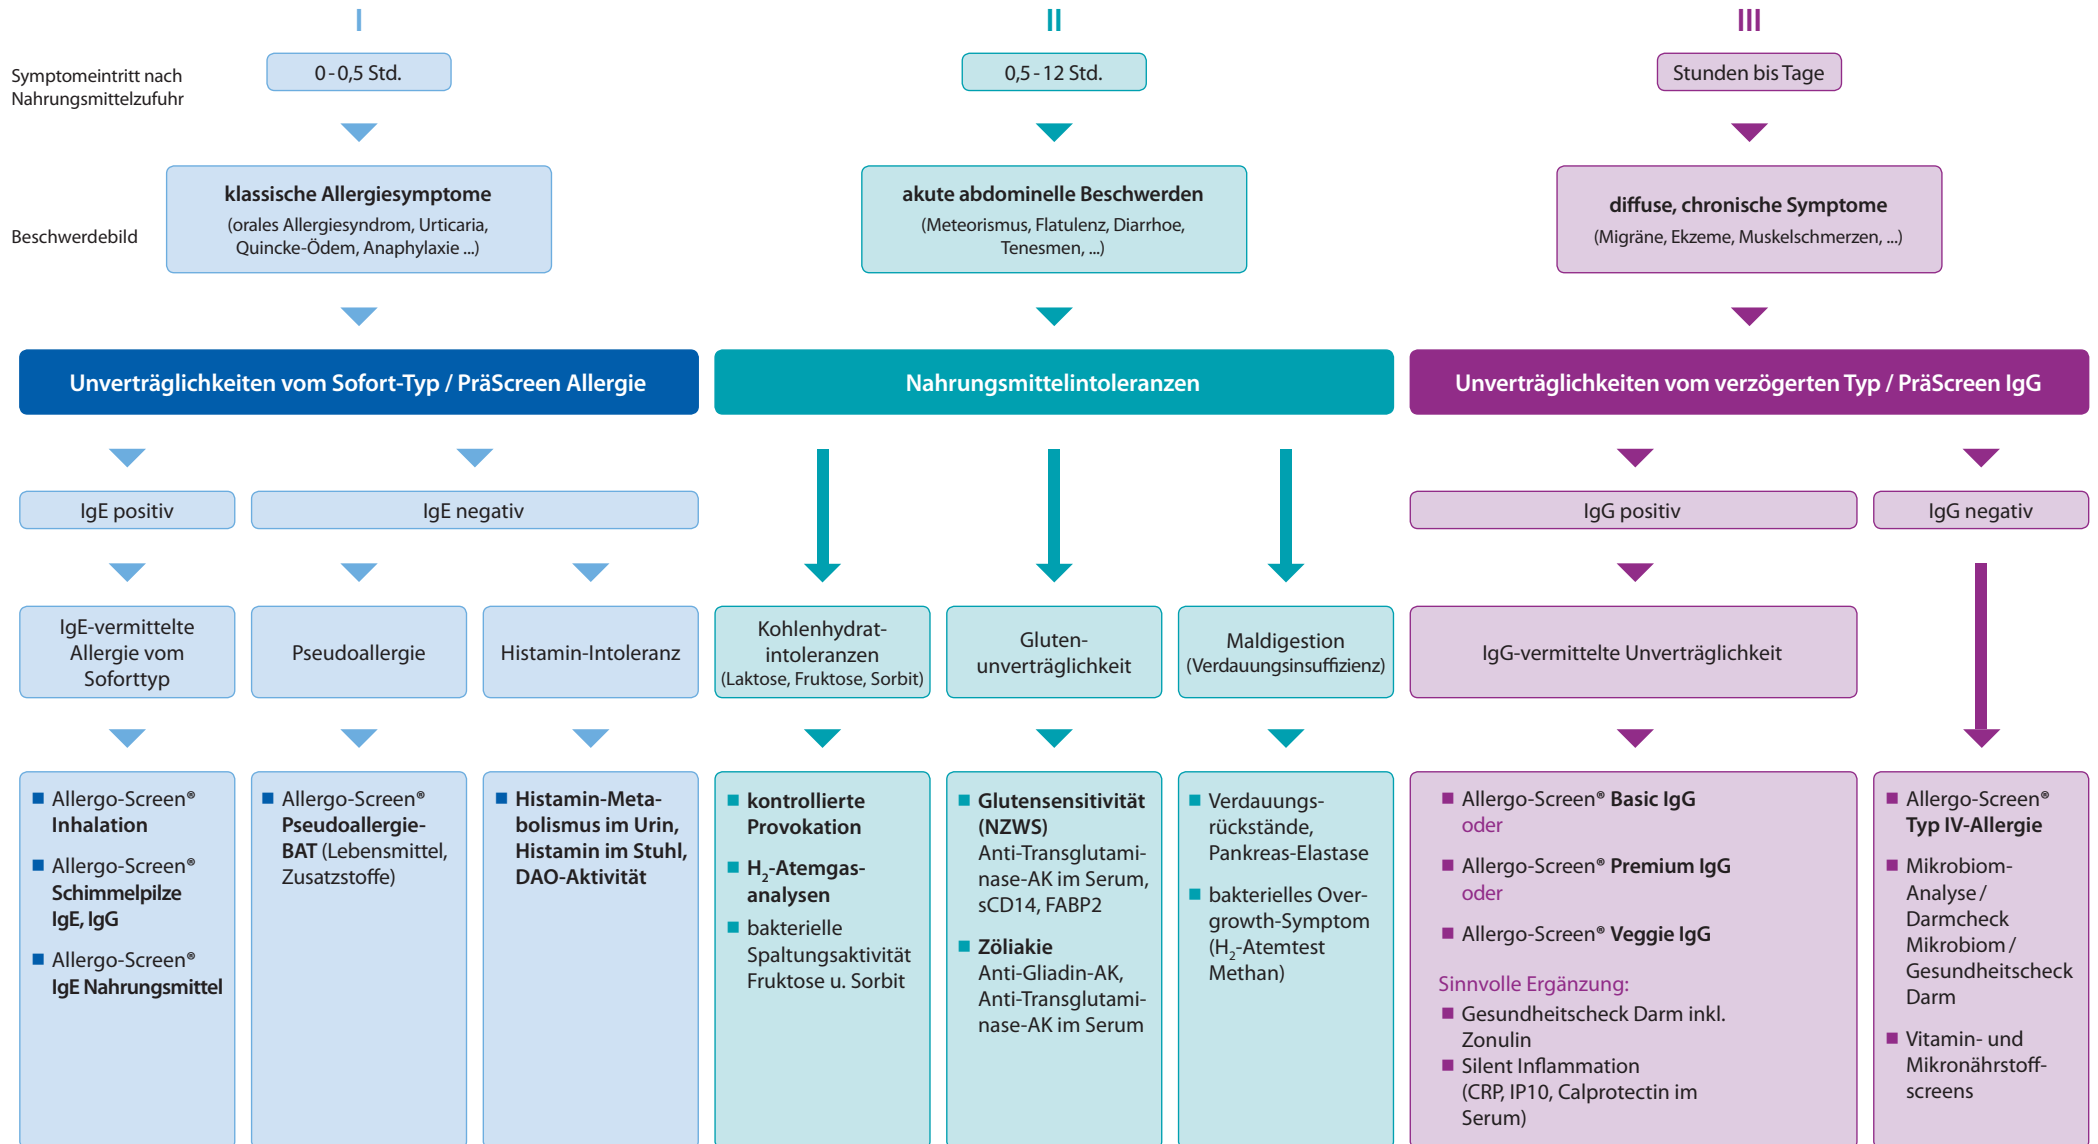 I
II
III
Symptomeintritt nach
Nahrungsmittelzufuhr
0 - 0,5 Std.
0,5 - 12 Std.
Stunden bis Tage
Beschwerdebild
klassische Allergiesymptome
(orales Allergiesyndrom, Urticaria,
Quincke-Ödem, Anaphylaxie ...)
akute abdominelle Beschwerden
(Meteorismus, Flatulenz, Diarrhoe,
Tenesmen, ...)
diffuse, chronische Symptome
(Migräne, Ekzeme, Muskelschmerzen, ...)
Unverträglichkeiten vom Sofort-Typ / PräScreen Allergie
Nahrungsmittelintoleranzen
Unverträglichkeiten vom verzögerten Typ / PräScreen IgG
IgE positiv
IgE negativ
IgG positiv
IgG negativ
IgE-vermittelte
Allergie vom
Soforttyp
Pseudoallergie
Histamin-Intoleranz
Kohlenhydrat-
intoleranzen
(Laktose, Fruktose, Sorbit)
Gluten-
unverträglichkeit
Maldigestion
(Verdauungsinsuffizienz)
IgG-vermittelte Unverträglichkeit
Allergo-Screen®
Inhalation
Allergo-Screen®
Schimmelpilze
IgE, IgG
Allergo-Screen®
IgE Nahrungsmittel
Allergo-Screen®
Pseudoallergie-
BAT (Lebensmittel,
Zusatzstoffe)
Histamin-Meta-
bolismus im Urin,
Histamin im Stuhl,
DAO-Aktivität
kontrollierte
Provokation
H₂-Atemgas-
analysen
bakterielle
Spaltungsaktivität
Fruktose u. Sorbit
Glutensensitivität
(NZWS)
Anti-Transglutami-
nase-AK im Serum,
sCD14, FABP2
Zöliakie
Anti-Gliadin-AK,
Anti-Transglutami-
nase-AK im Serum
Verdauungs-
rückstände,
Pankreas-Elastase
bakterielles Over-
growth-Symptom
(H₂-Atemtest
Methan)
Allergo-Screen® Basic IgG
oder
Allergo-Screen® Premium IgG
oder
Allergo-Screen® Veggie IgG
Sinnvolle Ergänzung:
Gesundheitscheck Darm inkl.
Zonulin
Silent Inflammation
(CRP, IP10, Calprotectin im
Serum)
Allergo-Screen®
Typ IV-Allergie
Mikrobiom-
Analyse /
Darmcheck
Mikrobiom /
Gesundheitscheck
Darm
Vitamin- und
Mikronährstoff-
screens